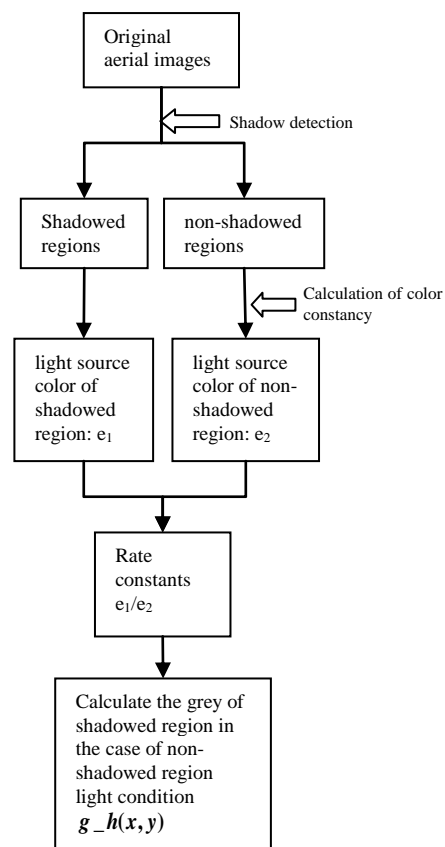 Original
aerial images
Shadow detection
Shadowed
regions
non-shadowed
regions
Calculation of color
constancy
light source
color of
shadowed
region: e₁
light source
color of non-
shadowed
region: e₂
Rate
constants
e₁/e₂
Calculate the grey of
shadowed region in
the case of non-
shadowed region
light condition
g_h(x,y)